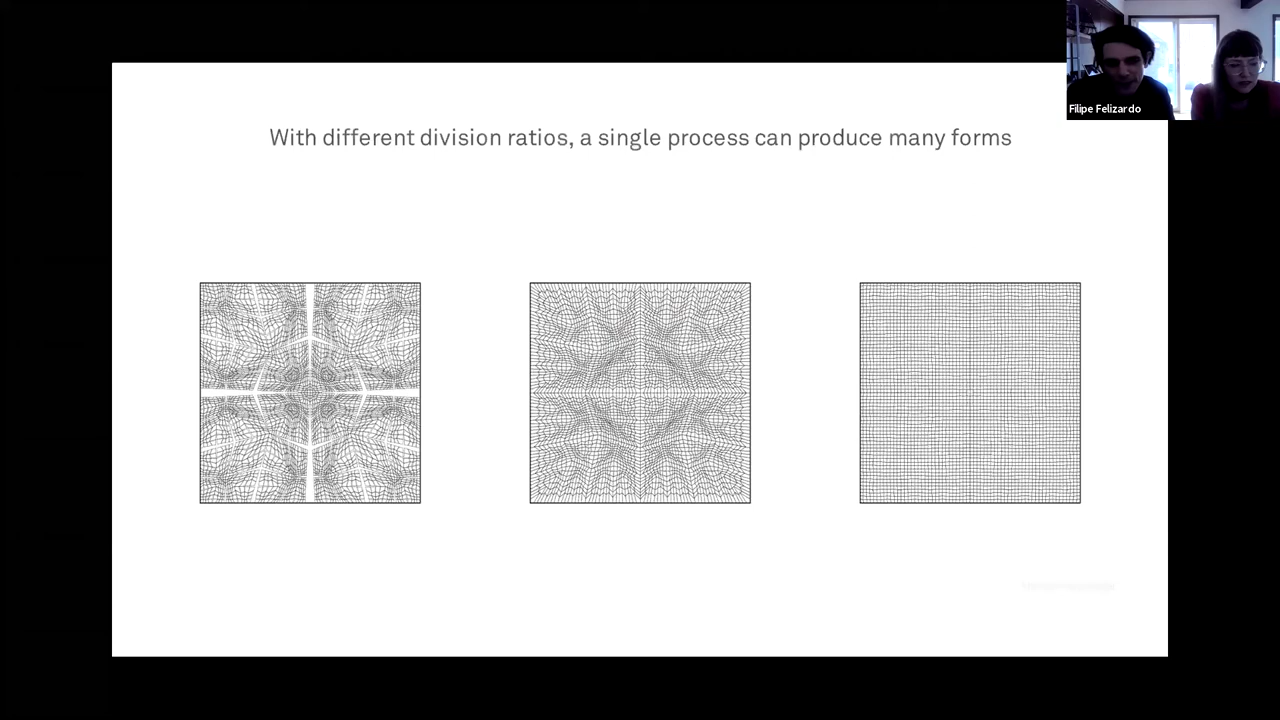 With different division ratios, a single process can produce many forms
Filipe Felizardo